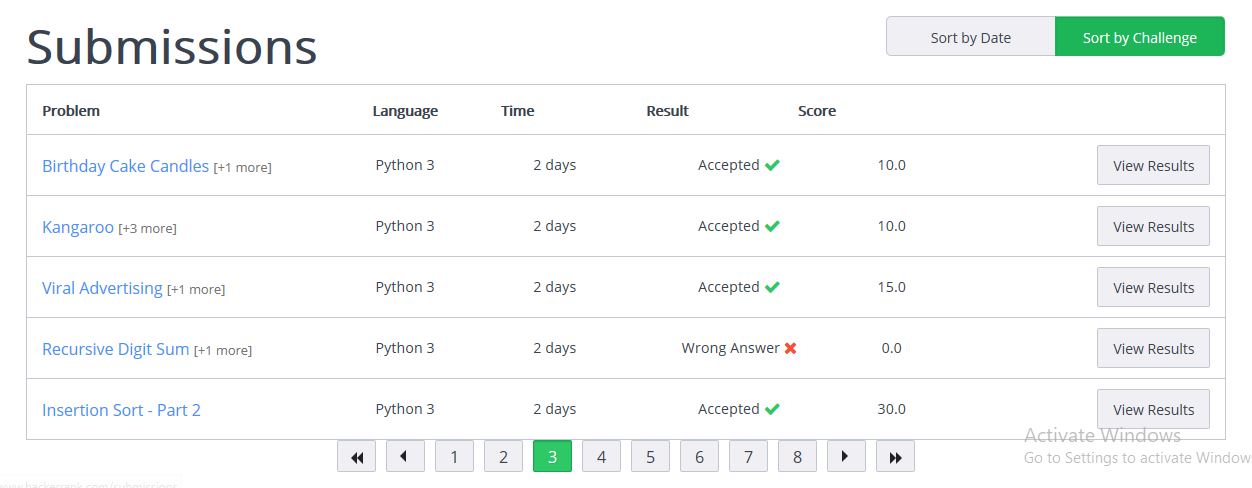 Submissions
Sort by Date Sort by Challenge
Problem Language Time Result Score
Birthday Cake Candles [+1 more] Python 3 2 days Accepted 10.0 View Results
Kangaroo [+3 more] Python 3 2 days Accepted 10.0 View Results
Viral Advertising [+1 more] Python 3 2 days Accepted 15.0 View Results
Recursive Digit Sum [+1 more] Python 3 2 days Wrong Answer 0.0 View Results
Insertion Sort - Part 2 Python 3 2 days Accepted 30.0 View Results
Activate Windows
1 2 3 4 5 6 7 8
Go to Settings to activate Window
www.hackerrank.com/submissions